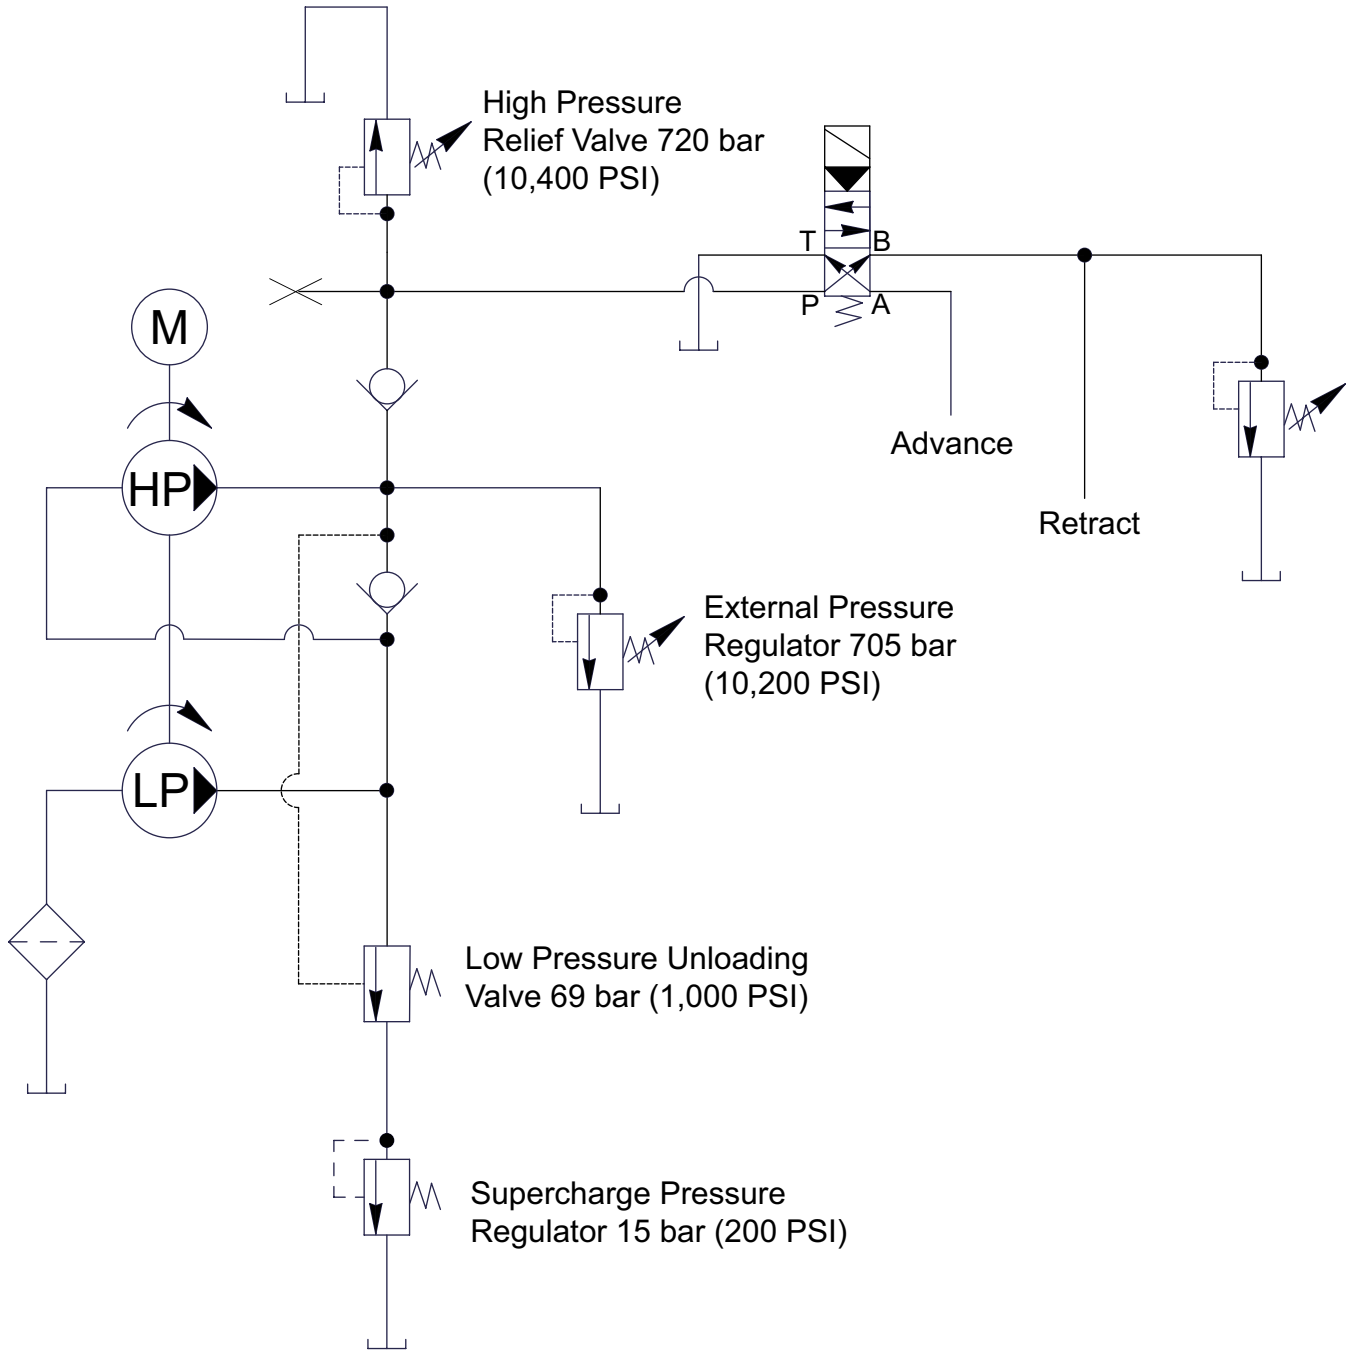 High Pressure
Relief Valve 720 bar
(10,400 PSI)
T
B
P
A
M
Advance
HP
Retract
External Pressure
Regulator 705 bar
(10,200 PSI)
LP
Low Pressure Unloading
Valve 69 bar (1,000 PSI)
Supercharge Pressure
Regulator 15 bar (200 PSI)